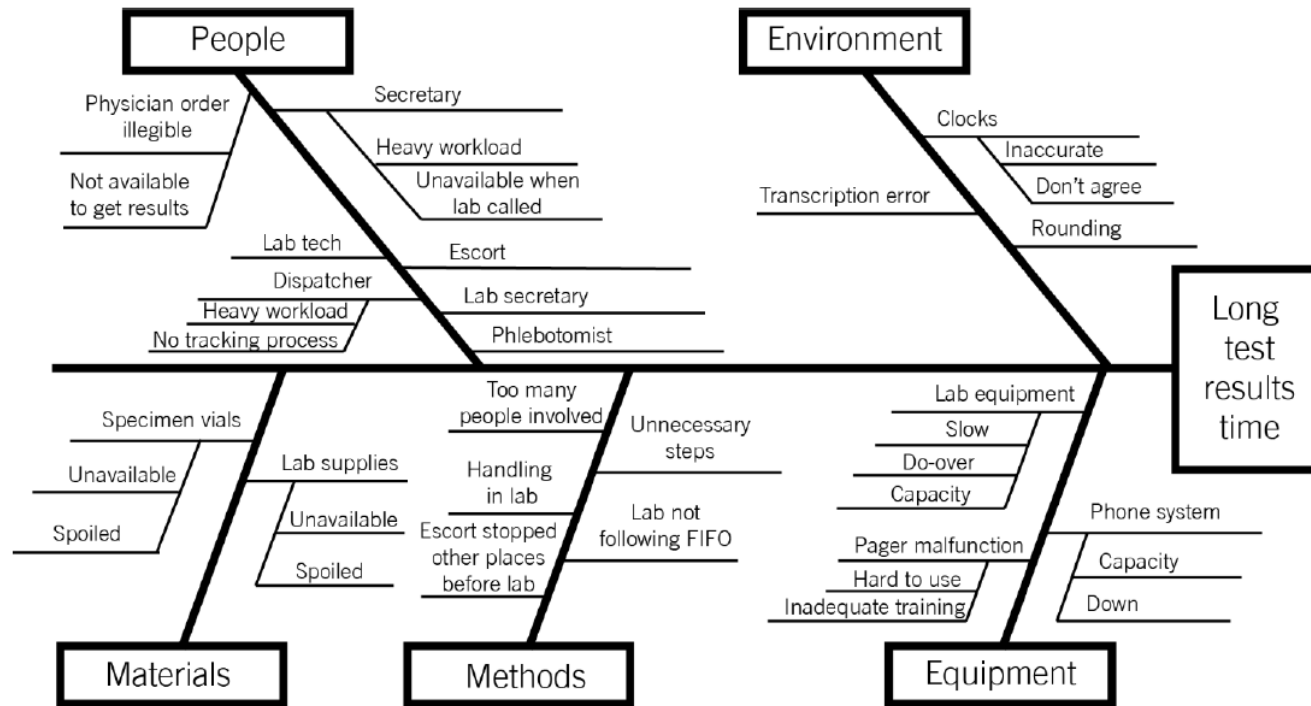 People
Environment
Physician order
illegible
Not available
to get results
Secretary
Heavy workload
Unavailable when
lab called
Lab tech
Dispatcher
Heavy workload
No tracking process
Escort
Lab secretary
Phlebotomist
Clocks
Inaccurate
Don't agree
Transcription error
Rounding
Long
test
results
time
Specimen vials
Unavailable
Spoiled
Lab supplies
Unavailable
Spoiled
Too many
people involved
Handling
in lab
Escort stopped
other places
before lab
Unnecessary
steps
Lab not
following FIFO
Lab equipment
Slow
Do-over
Capacity
Pager malfunction
Hard to use
Inadequate training
Phone system
Capacity
Down
Materials
Methods
Equipment